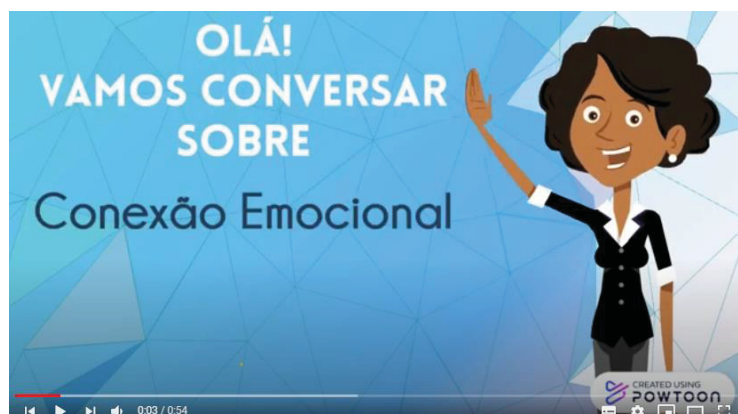 OLÁ!
VAMOS CONVERSAR
SOBRE
Conexão Emocional
CREATED USING
POWTOON
0:03 / 0:54